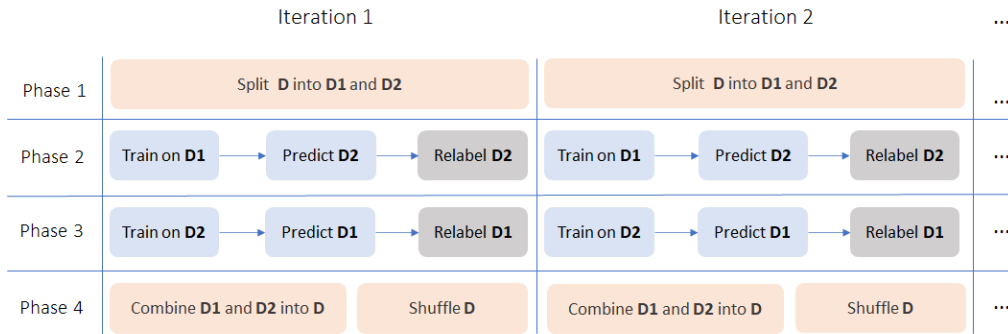 Iteration 1 Iteration 2 ...
Phase 1 Split D into D1 and D2 Split D into D1 and D2 ...
Phase 2 Train on D1 Predict D2 Relabel D2 Train on D1 Predict D2 Relabel D2 ...
Phase 3 Train on D2 Predict D1 Relabel D1 Train on D2 Predict D1 Relabel D1 ...
Phase 4 Combine D1 and D2 into D Shuffle D Combine D1 and D2 into D Shuffle D ...